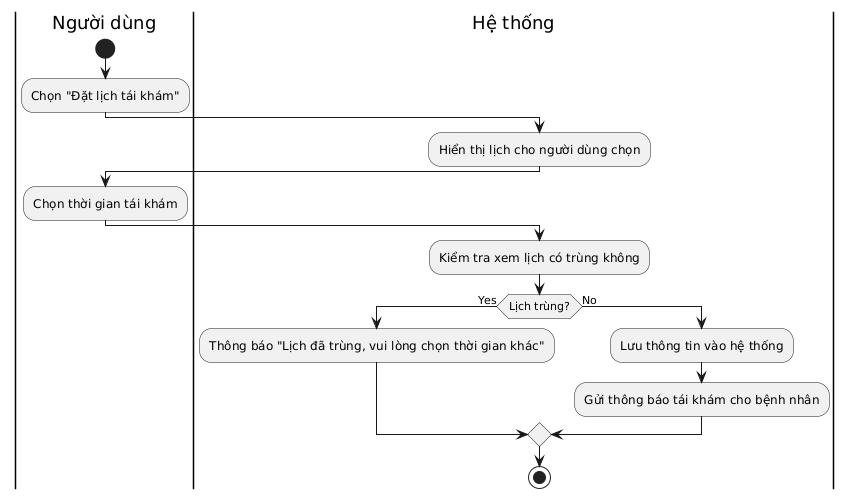 Người dùng
Hệ thống
Chọn "Đặt lịch tái khám"
Hiển thị lịch cho người dùng chọn
Chọn thời gian tái khám
Kiểm tra xem lịch có trùng không
Yes
Lịch trùng?
No
Thông báo "Lịch đã trùng, vui lòng chọn thời gian khác"
Lưu thông tin vào hệ thống
Gửi thông báo tái khám cho bệnh nhân